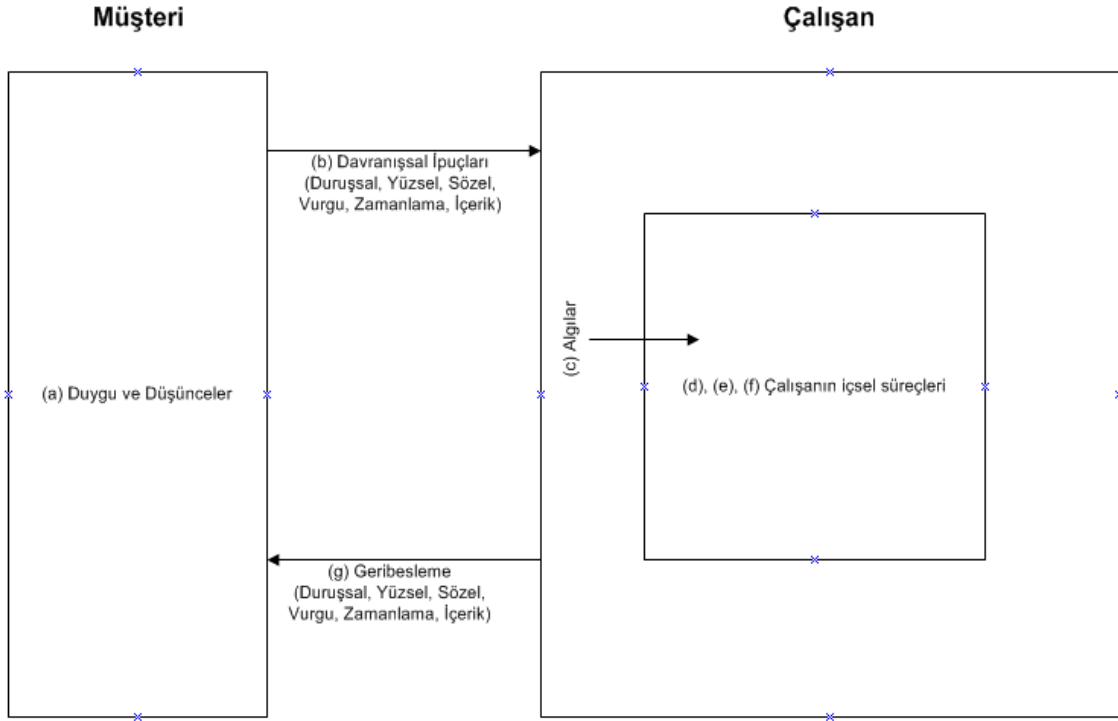 Müşteri
Çalışan
(b) Davranışsal İpuçları
(Duruşsal, Yüzsel, Sözel,
Vurgu, Zamanlama, İçerik)
(c) Algılar
(a) Duygu ve Düşünceler
(d), (e), (f) Çalışanın içsel süreçleri
(g) Geribesleme
(Duruşsal, Yüzsel, Sözel,
Vurgu, Zamanlama, İçerik)